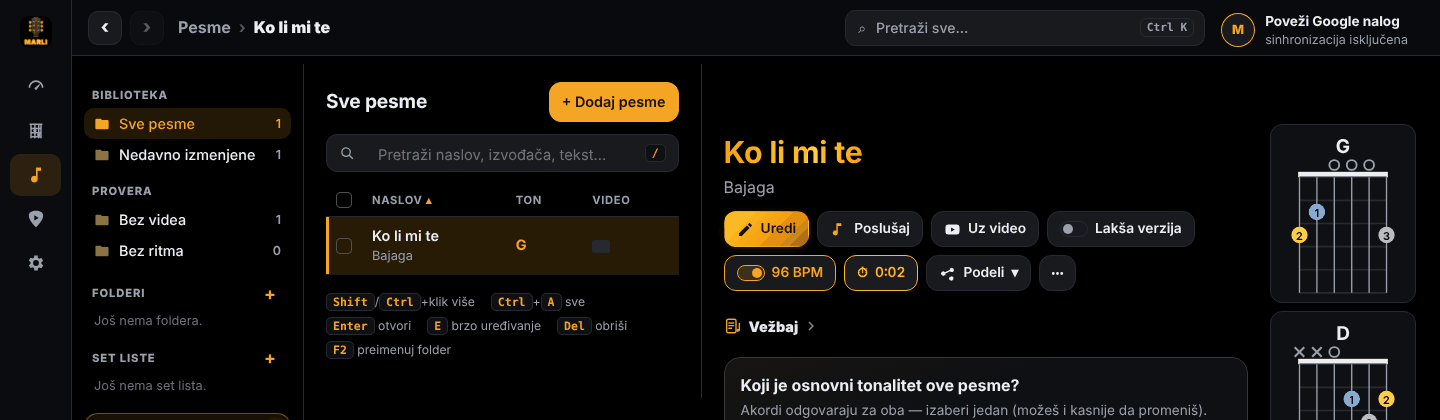 MARLI
Pesme › Ko li mi te
Pretraži sve... Ctrl K
M
Poveži Google nalog
sinhronizacija isključena
BIBLIOTEKA
Sve pesme 1
Nedavno izmenjene 1
PROVERA
Bez videa 1
Bez ritma 0
FOLDERI +
Još nema foldera.
SET LISTE +
Još nema set lista.
Sve pesme
+ Dodaj pesme
Pretraži naslov, izvođača, tekst... /
NASLOV ▲ TON VIDEO
Ko li mi te G
Bajaga
Shift/Ctrl+klik više Ctrl+A sve
Enter otvori E brzo uređivanje Del obriši
F2 preimenuj folder
Ko li mi te
Bajaga
Uredi Poslušaj Uz video Lakša verzija
96 BPM 0:02 Podeli ▾ ···
Vežbaj ›
Koji je osnovni tonalitet ove pesme?
Akordi odgovaraju za oba — izaberi jedan (možeš i kasnije da promeniš).
G
1
2 3
D
1 2